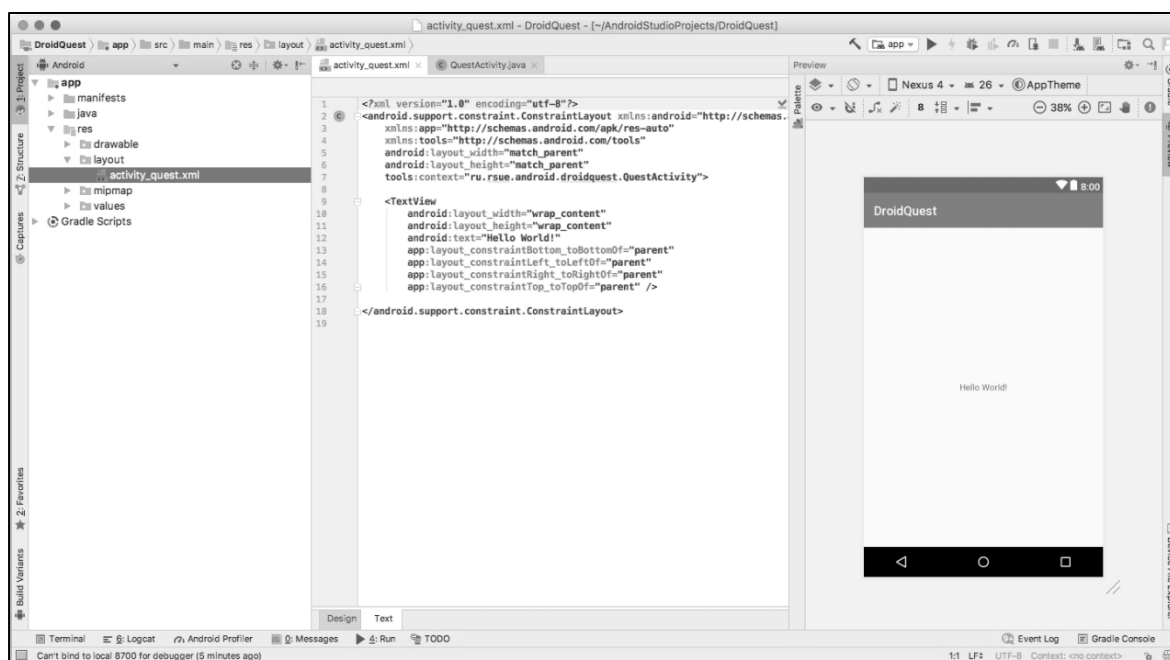 activity_quest.xml - DroidQuest - [~/AndroidStudioProjects/DroidQuest]
DroidQuest app src main res layout activity_quest.xml
app
Android
activity_quest.xml QuestActivity.java
Preview
1: Project
7: Structure
Captures
2: Favorites
Build Variants
app
manifests
java
res
drawable
layout
activity_quest.xml
mipmap
values
Gradle Scripts
1 <?xml version="1.0" encoding="utf-8"?>
2 <android.support.constraint.ConstraintLayout xmlns:android="http://schemas.
3 xmlns:app="http://schemas.android.com/apk/res-auto"
4 xmlns:tools="http://schemas.android.com/tools"
5 android:layout_width="match_parent"
6 android:layout_height="match_parent"
7 tools:context="ru.rsue.android.droidquest.QuestActivity">
8
9 <TextView
10 android:layout_width="wrap_content"
11 android:layout_height="wrap_content"
12 android:text="Hello World!"
13 app:layout_constraintBottom_toBottomOf="parent"
14 app:layout_constraintLeft_toLeftOf="parent"
15 app:layout_constraintRight_toRightOf="parent"
16 app:layout_constraintTop_toTopOf="parent" />
17
18 </android.support.constraint.ConstraintLayout>
19
Design Text
Palette
Nexus 4 26 AppTheme
8 38%
8:00
DroidQuest
Hello World!
Terminal 6: Logcat Android Profiler 0: Messages 4: Run TODO Event Log Gradle Console
Can't bind to local 8700 for debugger (5 minutes ago) 1:1 LF UTF-8 Context: <no context>